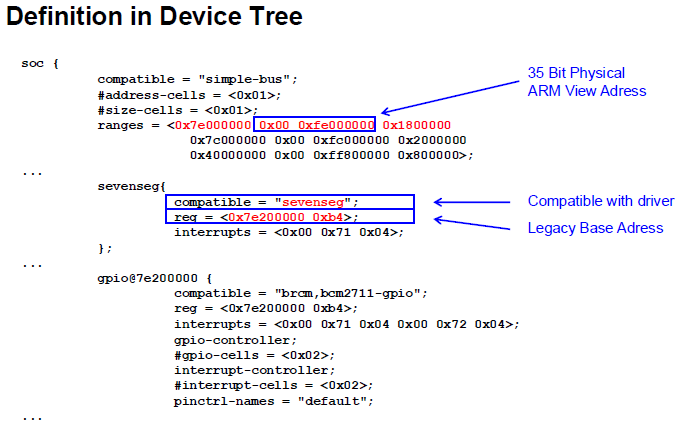 Definition in Device Tree
soc {
compatible = "simple-bus";
#address-cells = <0x01>;
#size-cells = <0x01>;
ranges = <0x7e000000 0x00 0xfe000000 0x1800000
0x7c000000 0x00 0xfc000000 0x2000000
0x40000000 0x00 0xff800000 0x800000>;
35 Bit Physical
ARM View Adress
...
sevenseg{
compatible = "sevenseg";
reg = <0x7e200000 0xb4>;
interrupts = <0x00 0x71 0x04>;
};
Compatible with driver
Legacy Base Adress
...
gpio@7e200000 {
compatible = "brcm,bcm2711-gpio";
reg = <0x7e200000 0xb4>;
interrupts = <0x00 0x71 0x04 0x00 0x72 0x04>;
gpio-controller;
#gpio-cells = <0x02>;
interrupt-controller;
#interrupt-cells = <0x02>;
pinctrl-names = "default";
...